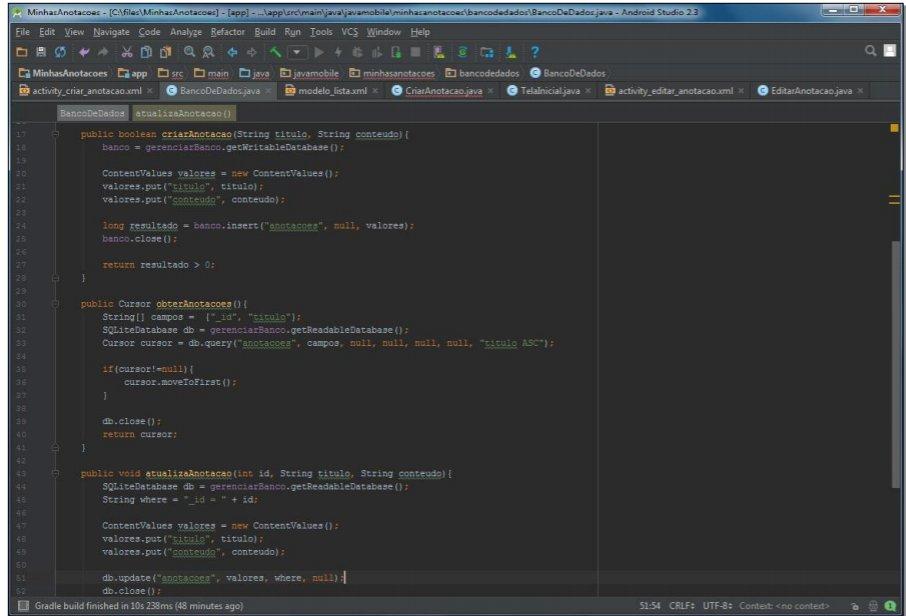 MinhasAnotacoes - [C:\files\MinhasAnotacoes] - [app] - ...\app\src\main\java\javamobile\minhasanotacoes\bancodedados\BancoDeDados.java - Android Studio 2.3
File Edit View Navigate Code Analyze Refactor Build Run Tools VCS Window Help
MinhasAnotacoes app src main java javamobile minhasanotacoes bancodedados BancoDeDados
activity_criar_anotacao.xml BancoDeDados.java modelo_lista.xml CriarAnotacao.java TelaInicial.java activity_editar_anotacao.xml EditarAnotacao.java
BancoDeDados atualizaAnotacao()
17 public boolean criarAnotacao(String titulo, String conteudo){
18 banco = gerenciarBanco.getWritableDatabase();
19
20 ContentValues valores = new ContentValues();
21 valores.put("titulo", titulo);
22 valores.put("conteudo", conteudo);
23
24 long resultado = banco.insert("anotacoes", null, valores);
25 banco.close();
26
27 return resultado > 0;
28 }
29
30 public Cursor obterAnotacoes(){
31 String[] campos = {"_id", "titulo"};
32 SQLiteDatabase db = gerenciarBanco.getReadableDatabase();
33 Cursor cursor = db.query("anotacoes", campos, null, null, null, null, "titulo ASC");
34
35 if(cursor!=null){
36 cursor.moveToFirst();
37 }
38
39 db.close();
40 return cursor;
41 }
42
43 public void atualizaAnotacao(int id, String titulo, String conteudo){
44 SQLiteDatabase db = gerenciarBanco.getReadableDatabase();
45 String where = "_id = " + id;
46
47 ContentValues valores = new ContentValues();
48 valores.put("titulo", titulo);
49 valores.put("conteudo", conteudo);
50
51 db.update("anotacoes", valores, where, null);
52 db.close();
Gradle build finished in 10s 238ms (48 minutes ago) 51:54 CRLF UTF-8 Context: <no context>